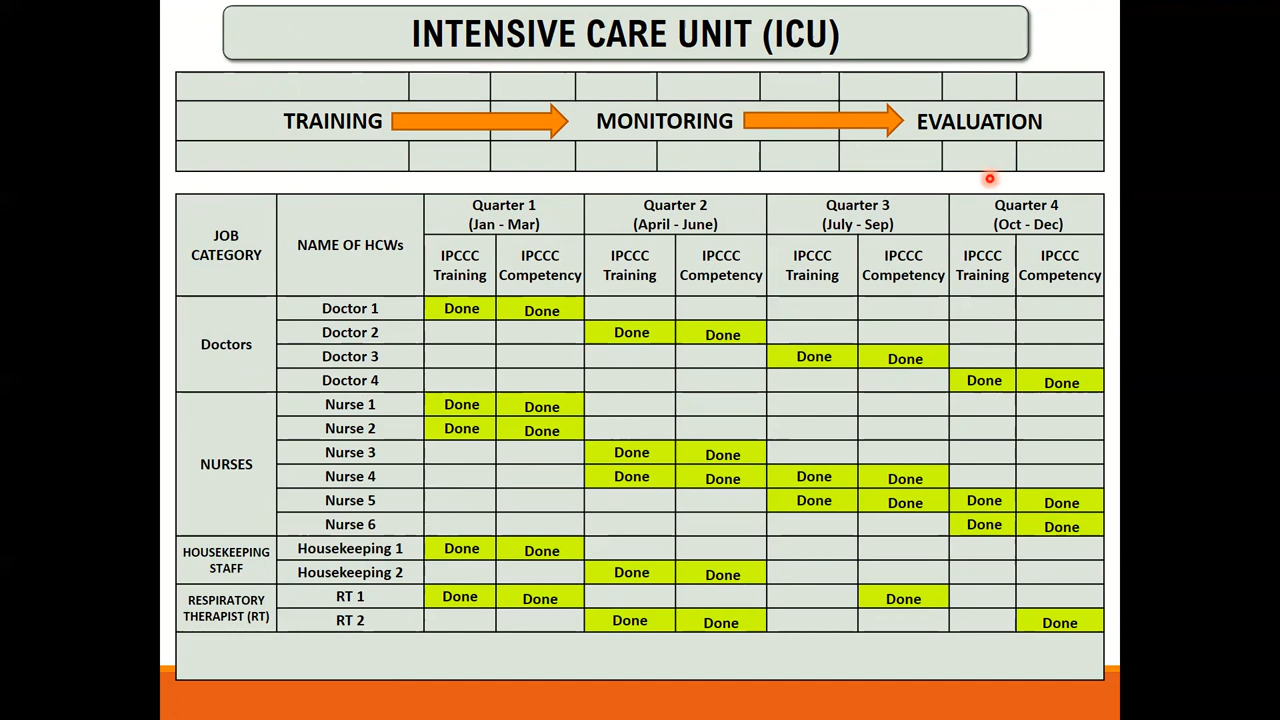 INTENSIVE CARE UNIT (ICU)
TRAINING MONITORING EVALUATION
JOB CATEGORY NAME OF HCWs Quarter 1 (Jan - Mar) Quarter 2 (April - June) Quarter 3 (July - Sep) Quarter 4 (Oct - Dec)
IPCCC Training IPCCC Competency IPCCC Training IPCCC Competency IPCCC Training IPCCC Competency IPCCC Training IPCCC Competency
Doctors
Doctor 1 Done Done
Doctor 2 Done Done
Doctor 3 Done Done
Doctor 4 Done Done
NURSES
Nurse 1 Done Done
Nurse 2 Done Done
Nurse 3 Done Done
Nurse 4 Done Done Done Done
Nurse 5 Done Done Done Done
Nurse 6 Done Done
HOUSEKEEPING STAFF
Housekeeping 1 Done Done
Housekeeping 2 Done Done
RESPIRATORY THERAPIST (RT)
RT 1 Done Done Done
RT 2 Done Done Done